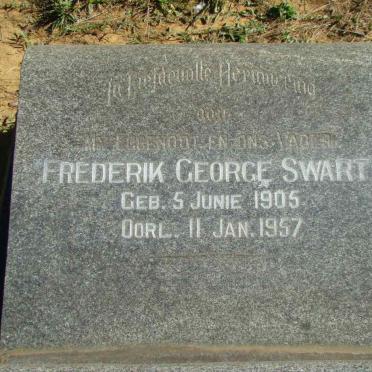 In Liefdevolle Herinnering
aan
My Eggenoot en ons Vader
FREDERIK GEORGE SWART
GEB. 5 JUNIE 1905
OORL. 11 JAN. 1957